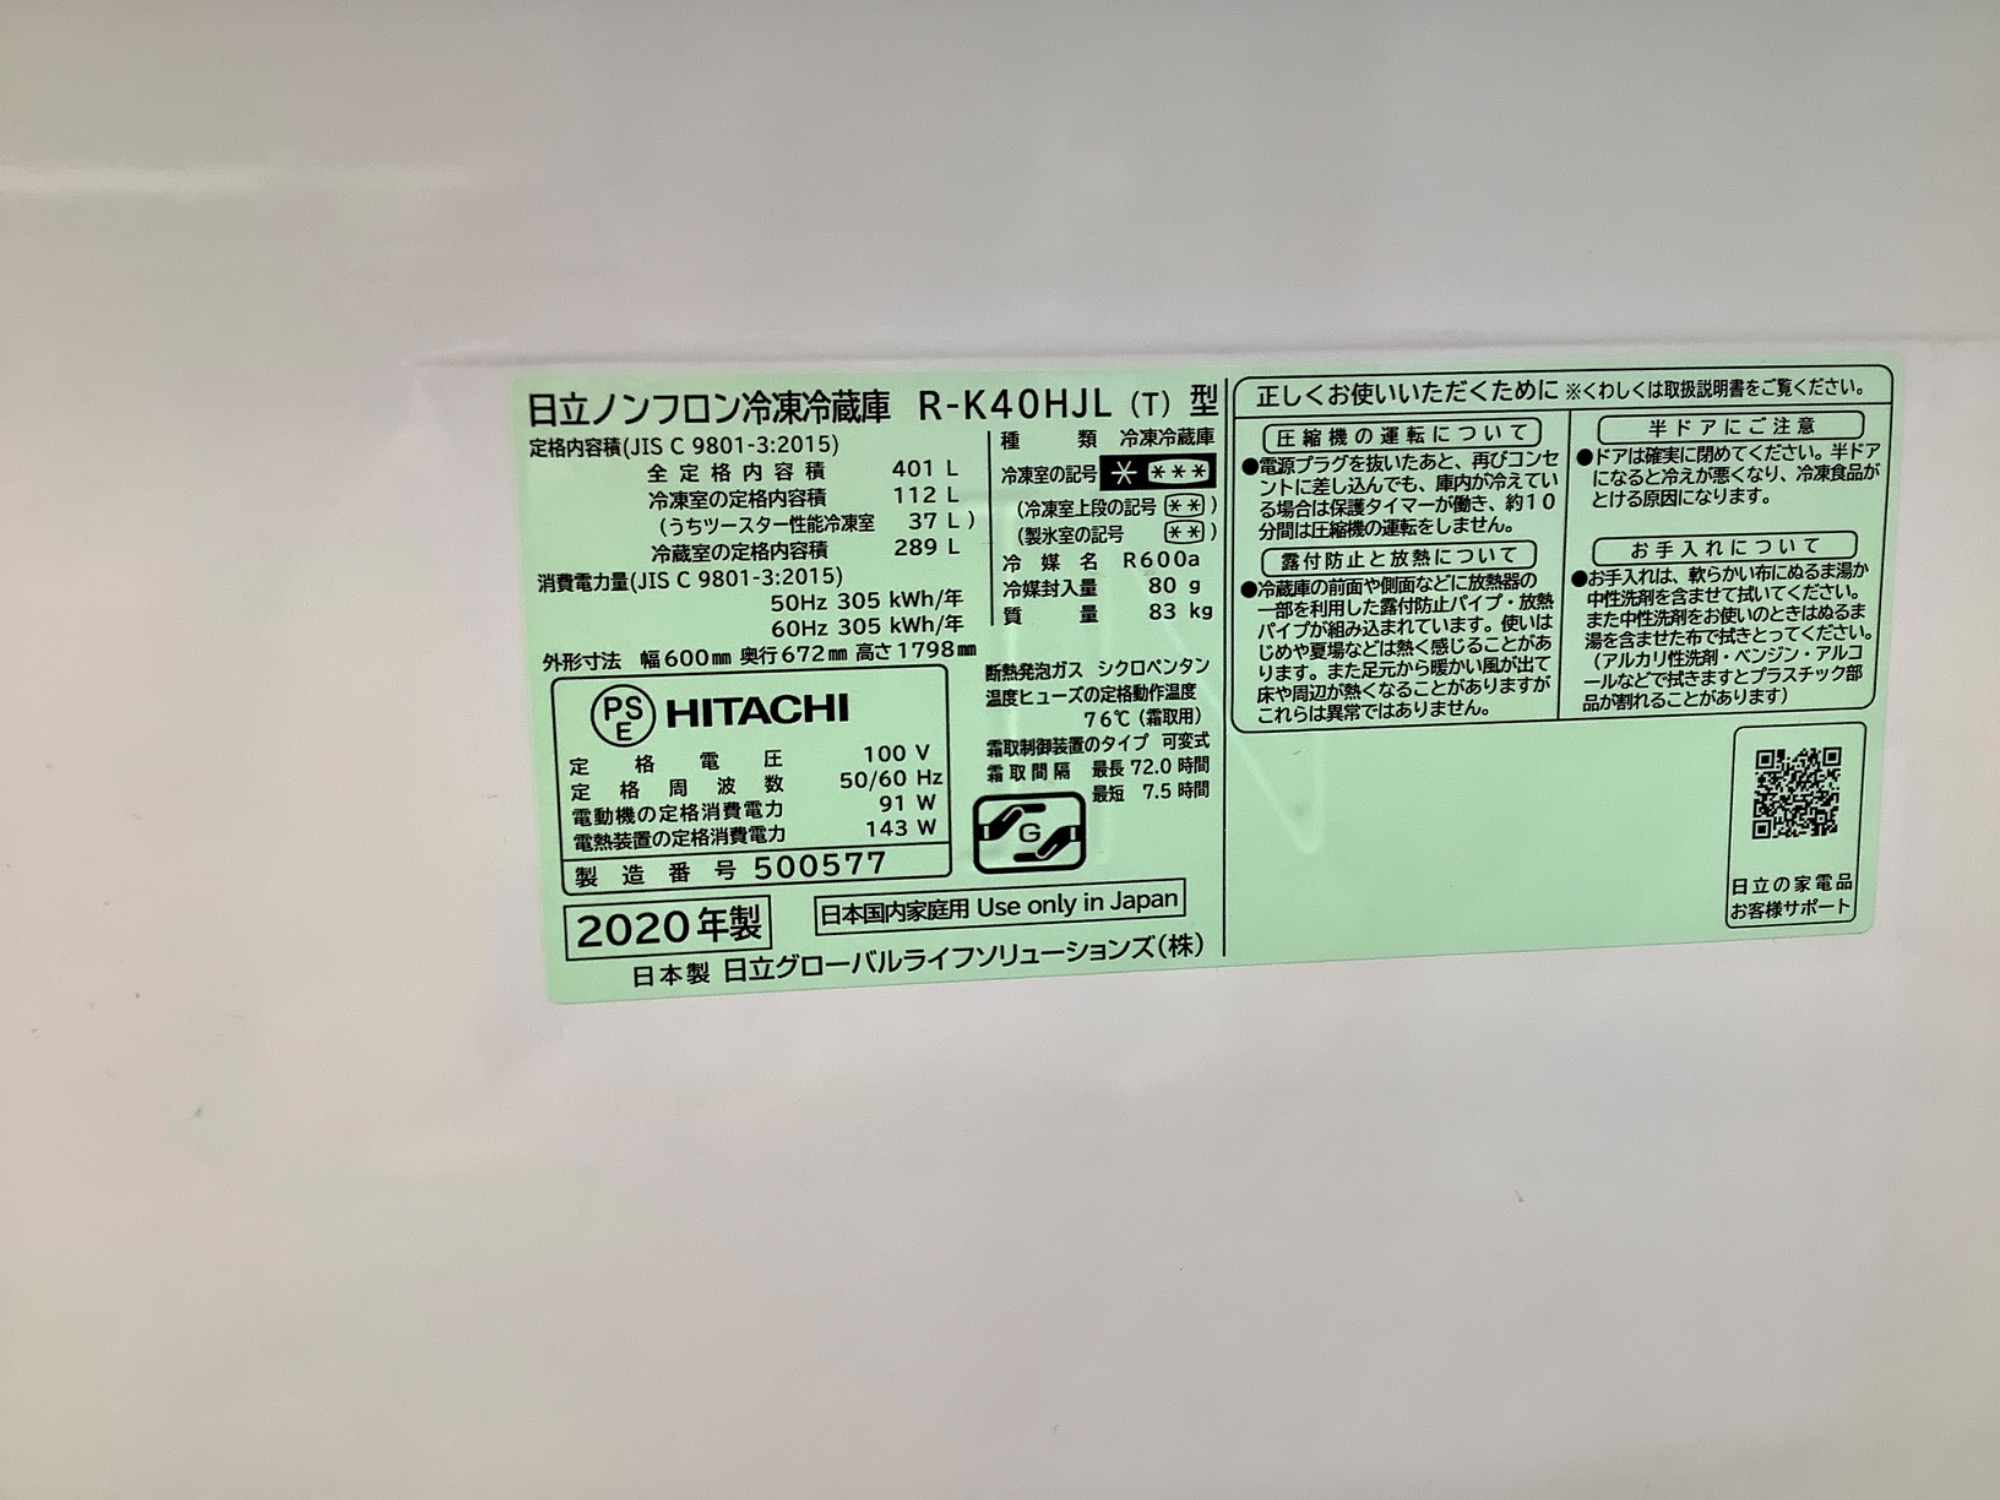 日立ノンフロン冷凍冷蔵庫 R-K40HJL (T) 型
定格内容積(JIS C 9801-3:2015)
全定格内容積 401 L
冷凍室の定格内容積 112 L
(うちツースター性能冷凍室 37 L)
冷蔵室の定格内容積 289 L
消費電力量(JIS C 9801-3:2015)
50Hz 305 kWh/年
60Hz 305 kWh/年
外形寸法 幅600㎜ 奥行672㎜ 高さ1798㎜
PS
E
HITACHI
定格電圧 100 V
定格周波数 50/60 Hz
電動機の定格消費電力 91 W
電熱装置の定格消費電力 143 W
製造番号 500577
2020年製
日本国内家庭用 Use only in Japan
日本製 日立グローバルライフソリューションズ(株)
種類 冷凍冷蔵庫
冷凍室の記号 * ***
(冷凍室上段の記号 **)
(製氷室の記号 **)
冷媒名 R600a
冷媒封入量 80 g
質量 83 kg
断熱発泡ガス シクロペンタン
温度ヒューズの定格動作温度
76℃(霜取用)
霜取制御装置のタイプ 可変式
霜取間隔 最長 72.0 時間
最短 7.5 時間
G
正しくお使いいただくために ※くわしくは取扱説明書をご覧ください。
圧縮機の運転について
●電源プラグを抜いたあと、再びコンセ
ントに差し込んでも、庫内が冷えてい
る場合は保護タイマーが働き、約10
分間は圧縮機の運転をしません。
露付防止と放熱について
●冷蔵庫の前面や側面などに放熱器の
一部を利用した露付防止パイプ・放熱
パイプが組み込まれています。使いは
じめや夏場などは熱く感じることがあ
ります。また足元から暖かい風が出て
床や周辺が熱くなることがありますが
これらは異常ではありません。
半ドアにご注意
●ドアは確実に閉めてください。半ドア
になると冷えが悪くなり、冷凍食品が
とける原因になります。
お手入れについて
●お手入れは、軟らかい布にぬるま湯か
中性洗剤を含ませて拭いてください。
また中性洗剤をお使いのときはぬるま
湯を含ませた布で拭きとってください。
(アルカリ性洗剤・ベンジン・アルコ
ールなどで拭きますとプラスチック部
品が割れることがあります)
日立の家電品
お客様サポート